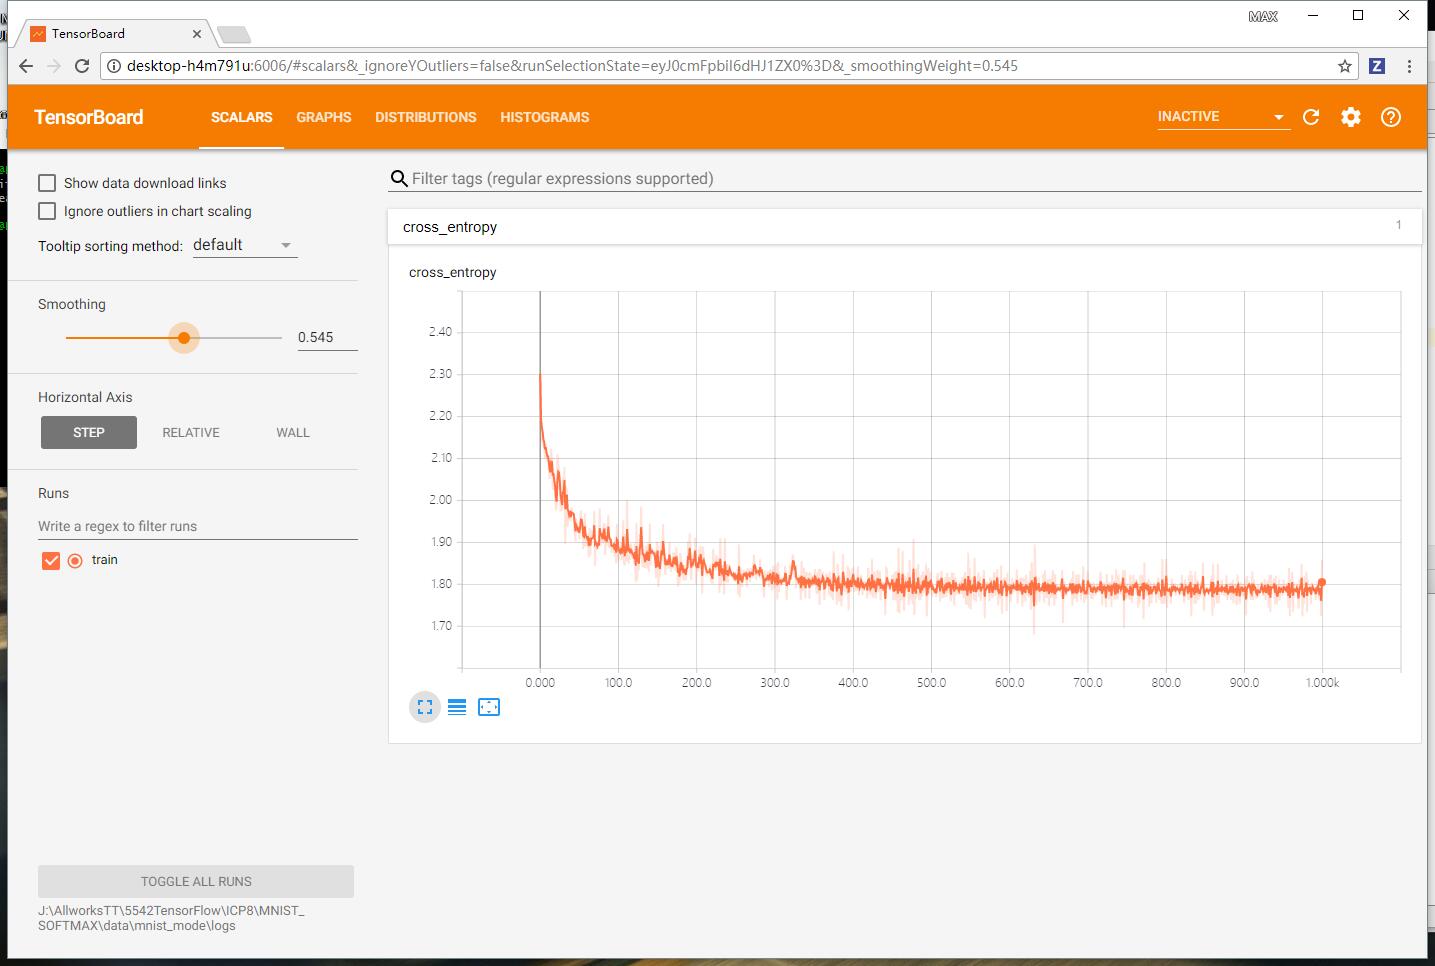 MAX
TensorBoard
desktop-h4m791u:6006/#scalars&_ignoreYOutliers=false&runSelectionState=eyJ0cmFpbiI6dHJ1ZX0%3D&_smoothingWeight=0.545
Z
TensorBoard SCALARS GRAPHS DISTRIBUTIONS HISTOGRAMS INACTIVE
Show data download links
Ignore outliers in chart scaling
Tooltip sorting method: default
Smoothing
0.545
Horizontal Axis
STEP RELATIVE WALL
Runs
Write a regex to filter runs
train
TOGGLE ALL RUNS
J:\AllworksTT\5542TensorFlow\ICP8\MNIST_
SOFTMAX\data\mnist_mode\logs
Filter tags (regular expressions supported)
cross_entropy 1
cross_entropy
2.40
2.30
2.20
2.10
2.00
1.90
1.80
1.70
0.000 100.0 200.0 300.0 400.0 500.0 600.0 700.0 800.0 900.0 1.000k